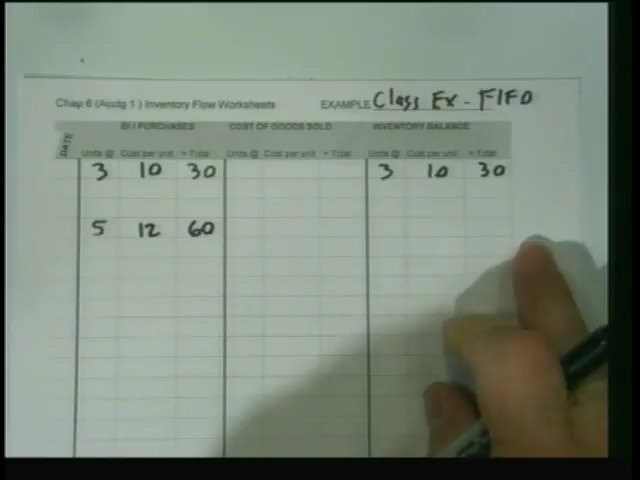 Chap 6 (Acctg 1 ) Inventory Flow Worksheets EXAMPLE Class Ex - FIFO
DATE BI / PURCHASES COST OF GOODS SOLD INVENTORY BALANCE
Units @ Cost per unit = Total Units @ Cost per unit = Total Units @ Cost per unit = Total
3 10 30 3 10 30
5 12 60